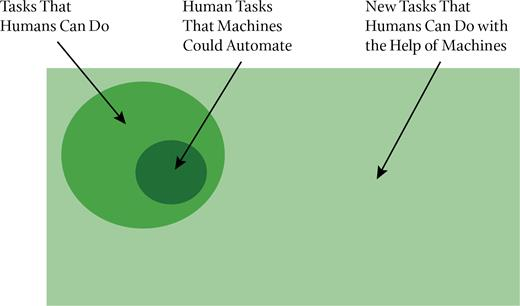 Tasks That
Humans Can Do
Human Tasks
That Machines
Could Automate
New Tasks That
Humans Can Do with
the Help of Machines